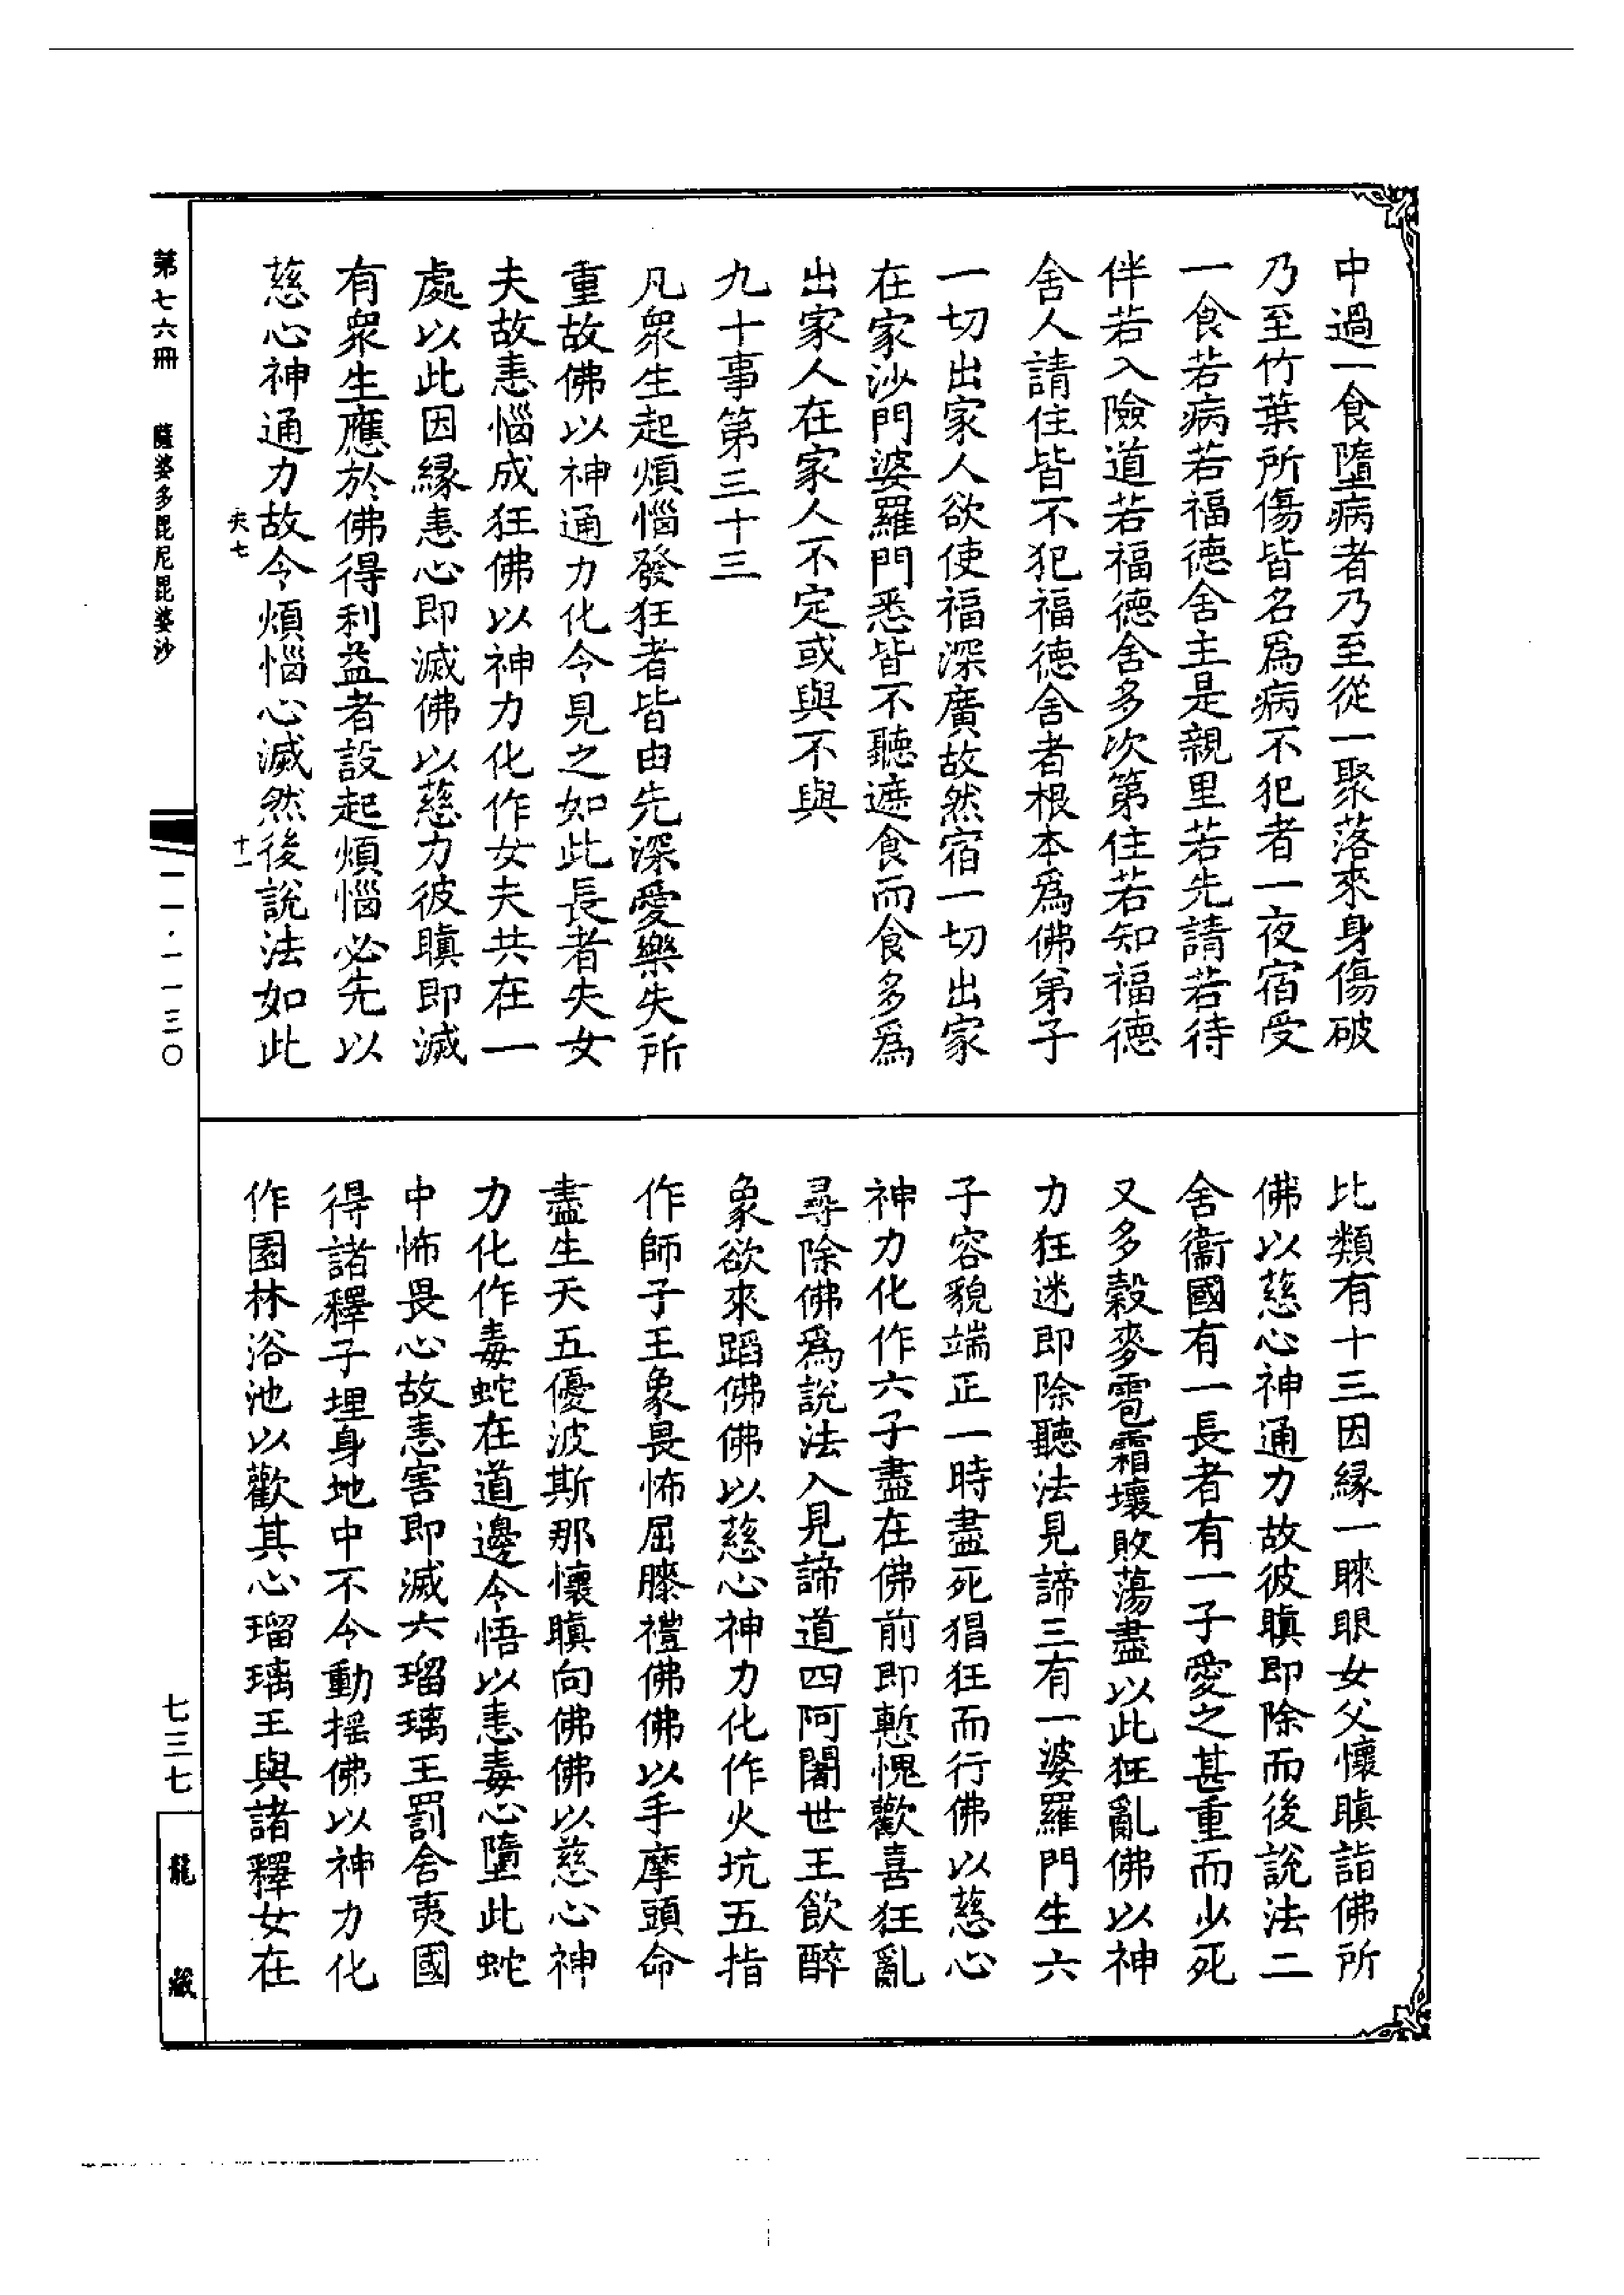 中過一食墮病者乃至從一聚落來身傷破
乃至竹葉所傷皆名爲病不犯者一夜宿受
一食若病若福德舍主是親里若先請若待
伴若入險道若福德舍多次第住若知福德
舍人請住皆不犯福德舍者根本爲佛弟子
一切出家人欲使福深廣故然宿一切出家
在家沙門婆羅門悉皆不聽遮食而食多爲
出家人在家人不定或與不與
九十事第三十三
凡衆生起煩惱發狂者皆由先深愛樂失所
重故佛以神通力化令見之如此長者失女
夫故恚惱成狂佛以神力化作女夫共在一
處以此因緣恚心即滅佛以慈力彼瞋即滅
有衆生應於佛得利益者設起煩惱必先以
慈心神通力故令煩惱心滅然後說法如此
比類有十三因緣一睞眼女父懷瞋詣佛所
佛以慈心神通力故彼瞋即除而後說法二
舍衞國有一長者有一子愛之甚重而少死
又多穀麥雹霜壞敗蕩盡以此狂亂佛以神
力狂迷即除聽法見諦三有一婆羅門生六
子容貌端正一時盡死猖狂而行佛以慈心
神力化作六子盡在佛前即慙愧歡喜狂亂
尋除佛爲說法入見諦道四阿闍世王飲醉
象欲來蹈佛佛以慈心神力化作火坑五指
作師子王象畏怖屈膝禮佛佛以手摩頭命
盡生天五優波斯那懷瞋向佛佛以慈心神
力化作毒蛇在道邊令悟以恚毒心墮此蛇
中怖畏心故恚害即滅六瑠璃王罰舍夷國
得諸釋子埋身地中不令動搖佛以神力化
作園林浴池以歡其心瑠璃王與諸釋女在
第七六冊　薩婆多毘尼毘婆沙
夫七　十一
一一·一一三〇
七三七
龍藏